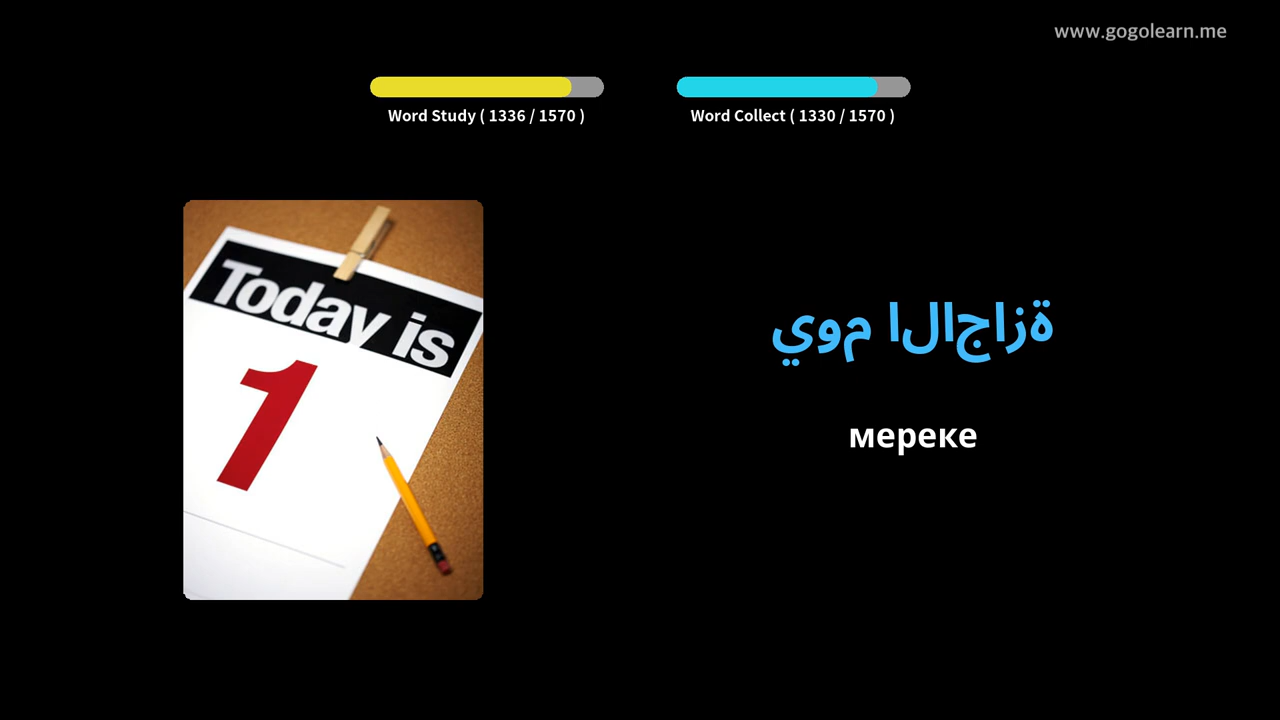 www.gogolearn.me
Word Study ( 1336 / 1570 )
Word Collect ( 1330 / 1570 )
Today is
1
يوم الاجازة
мереке